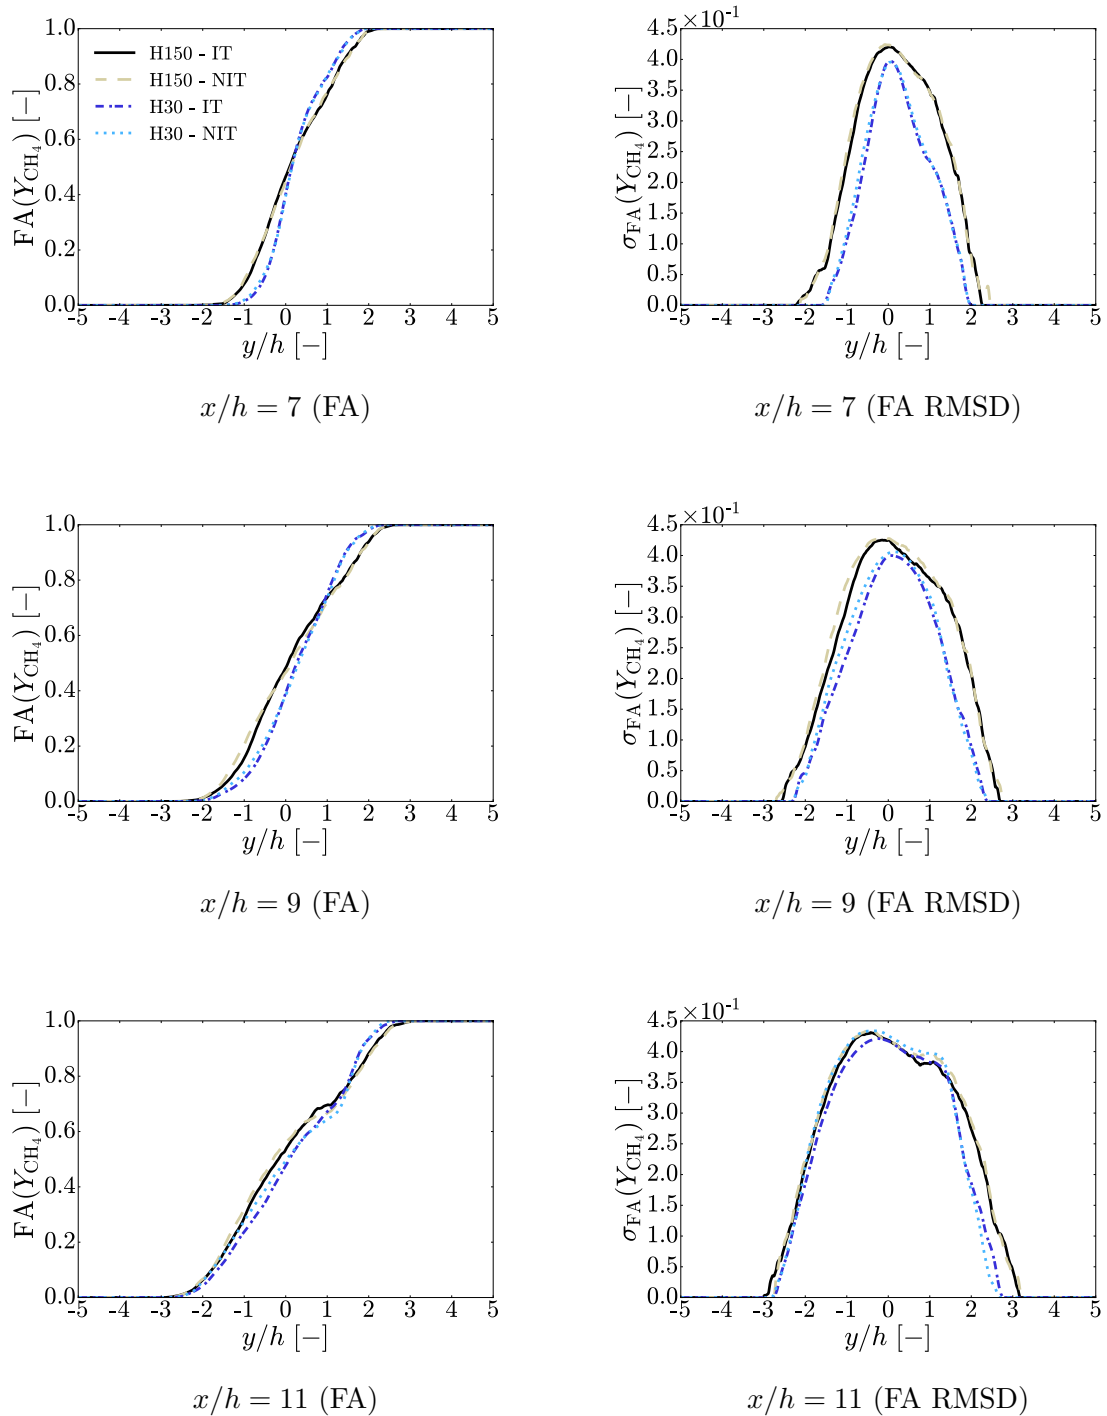 1.0
0.8
0.6
0.4
0.2
0.0
FA(Y_CH₄) [−]
H150 - IT
H150 - NIT
H30 - IT
H30 - NIT
-5 -4 -3 -2 -1 0 1 2 3 4 5
y/h [−]
x/h = 7 (FA)
4.5×10⁻¹
4.0
3.5
3.0
2.5
2.0
4.5
4.0
0.5
0.0
σ_FA(Y_CH₄) [−]
-5 -4 -3 -2 -1 0 1 2 3 4 5
y/h [−]
x/h = 7 (FA RMSD)
1.0
0.8
0.6
0.4
0.2
0.0
FA(Y_CH₄) [−]
-5 -4 -3 -2 -1 0 1 2 3 4 5
y/h [−]
x/h = 9 (FA)
4.5×10⁻¹
4.0
3.5
3.0
2.5
2.0
4.5
4.0
0.5
0.0
σ_FA(Y_CH₄) [−]
-5 -4 -3 -2 -1 0 1 2 3 4 5
y/h [−]
x/h = 9 (FA RMSD)
1.0
0.8
0.6
0.4
0.2
0.0
FA(Y_CH₄) [−]
-5 -4 -3 -2 -1 0 1 2 3 4 5
y/h [−]
x/h = 11 (FA)
4.5×10⁻¹
4.0
3.5
3.0
2.5
2.0
4.5
4.0
0.5
0.0
σ_FA(Y_CH₄) [−]
-5 -4 -3 -2 -1 0 1 2 3 4 5
y/h [−]
x/h = 11 (FA RMSD)